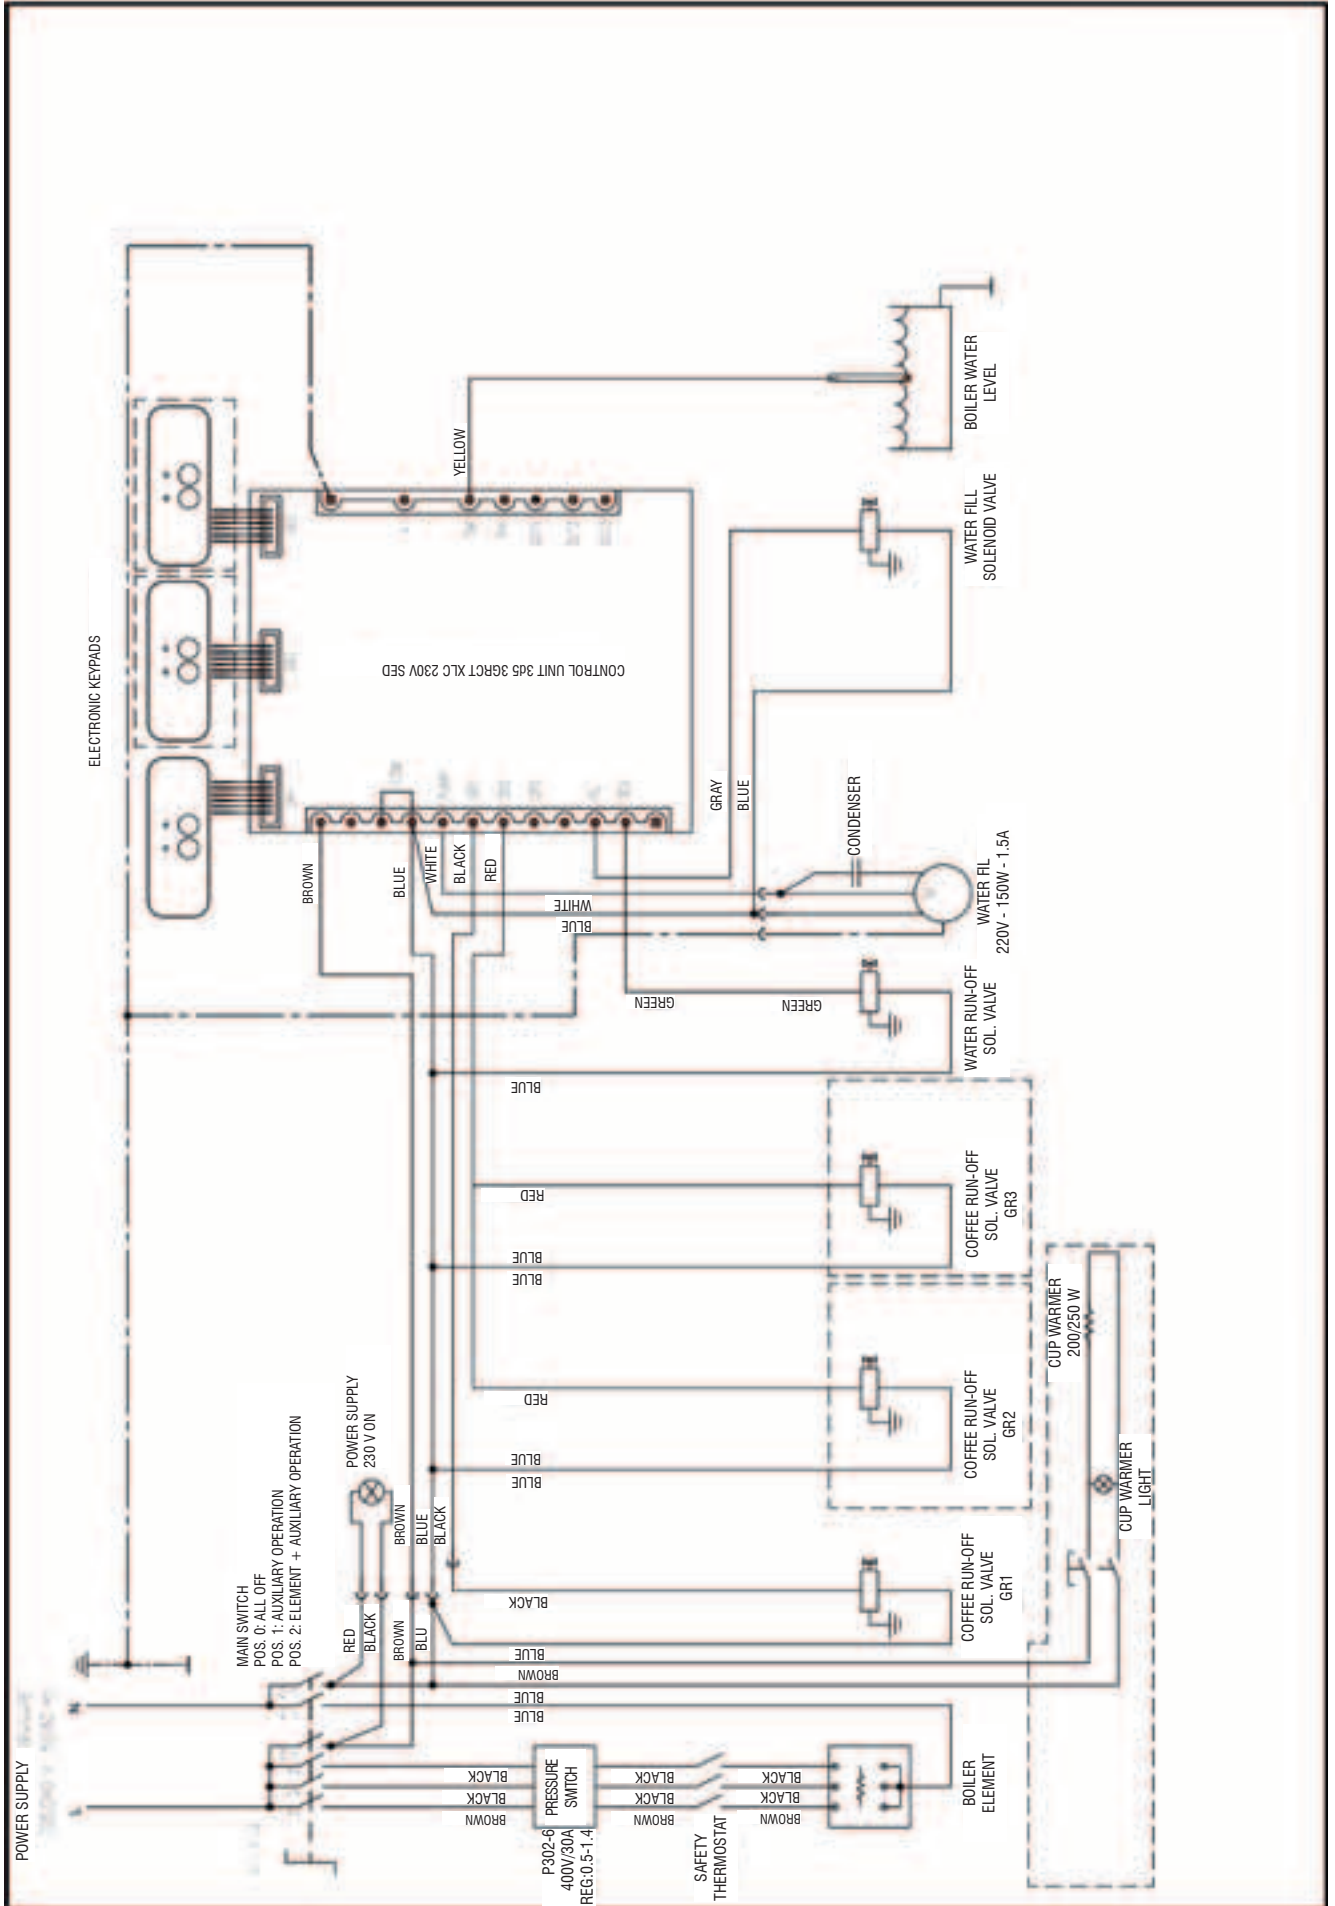 POWER SUPPLY
N
L
MAIN SWITCH
POS. 0: ALL OFF
POS. 1: AUXILIARY OPERATION
POS. 2: ELEMENT + AUXILIARY OPERATION
POWER SUPPLY
230 V ON
ELECTRONIC KEYPADS
CONTROL UNIT 3d5 3GRCT XLC 230V SED
RED
BLACK
BROWN
BLU
BROWN
BLUE
BLACK
BROWN
BLUE
WHITE
BLACK
RED
YELLOW
GRAY
BLUE
WHITE
BLUE
GREEN
GREEN
BLUE
RED
BLUE
BLUE
RED
BLUE
BLUE
BLACK
BLUE
BROWN
BLUE
BLUE
BLACK
BLACK
BROWN
P302-6
400V/30A
REG:0.5-1.4
PRESSURE
SWITCH
BLACK
BLACK
BROWN
SAFETY
THERMOSTAT
BLACK
BLACK
BROWN
BOILER
ELEMENT
COFFEE RUN-OFF
SOL. VALVE
GR1
COFFEE RUN-OFF
SOL. VALVE
GR2
COFFEE RUN-OFF
SOL. VALVE
GR3
WATER RUN-OFF
SOL. VALVE
CONDENSER
WATER FIL
220V - 150W - 1.5A
WATER FILL
SOLENOID VALVE
BOILER WATER
LEVEL
CUP WARMER
200/250 W
CUP WARMER
LIGHT